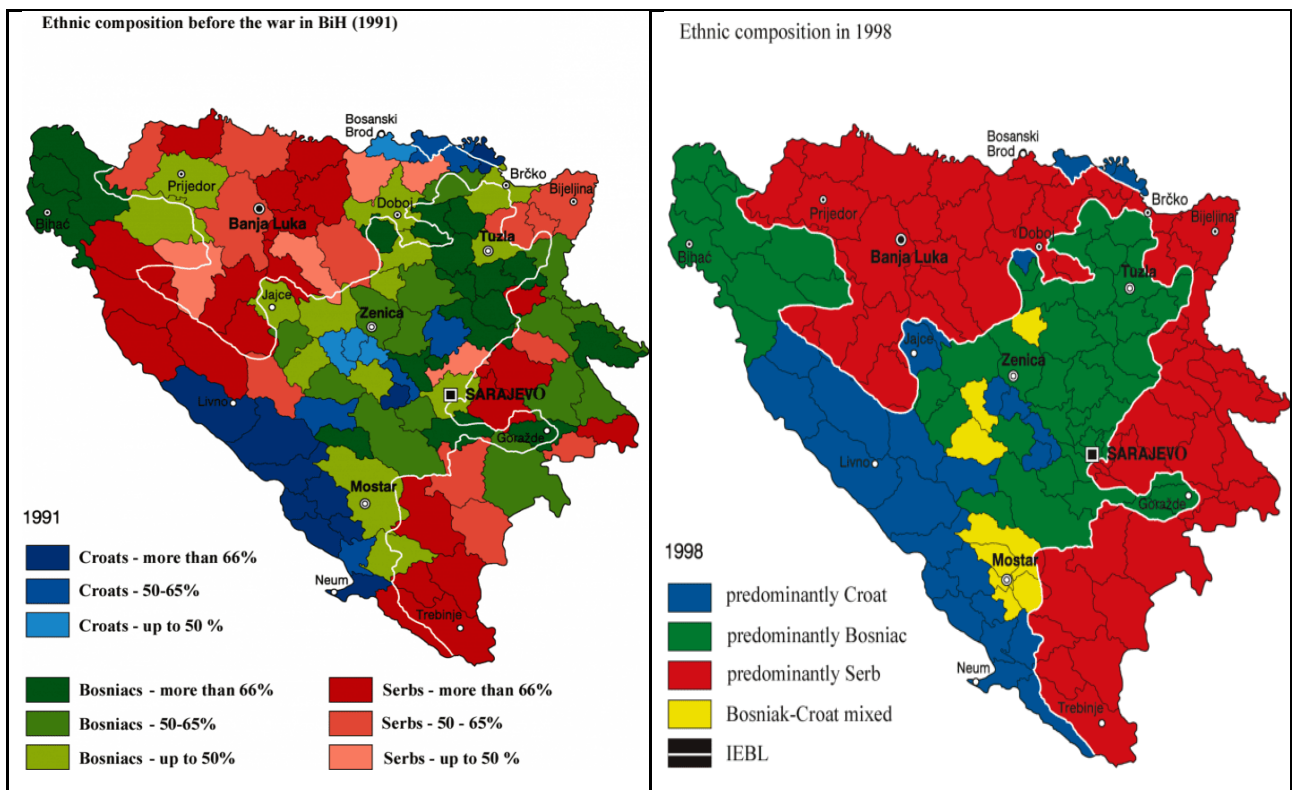 Ethnic composition before the war in BiH (1991)
Bosanski
Brod
Prijedor
Brčko
Bijeljina
Doboj
Bihać
Banja Luka
Tuzla
Jajce
Zenica
SARAJEVO
Livno
Goražde
Mostar
Neum
Trebinje
1991
Croats - more than 66%
Croats - 50-65%
Croats - up to 50 %
Bosniacs - more than 66%
Bosniacs - 50-65%
Bosniacs - up to 50%
Serbs - more than 66%
Serbs - 50 - 65%
Serbs - up to 50 %
Ethnic composition in 1998
Bosanski
Brod
Prijedor
Brčko
Bijeljina
Doboj
Bihać
Banja Luka
Tuzla
Jajce
Zenica
SARAJEVO
Livno
Goražde
Mostar
Neum
Trebinje
1998
predominantly Croat
predominantly Bosniac
predominantly Serb
Bosniak-Croat mixed
IEBL